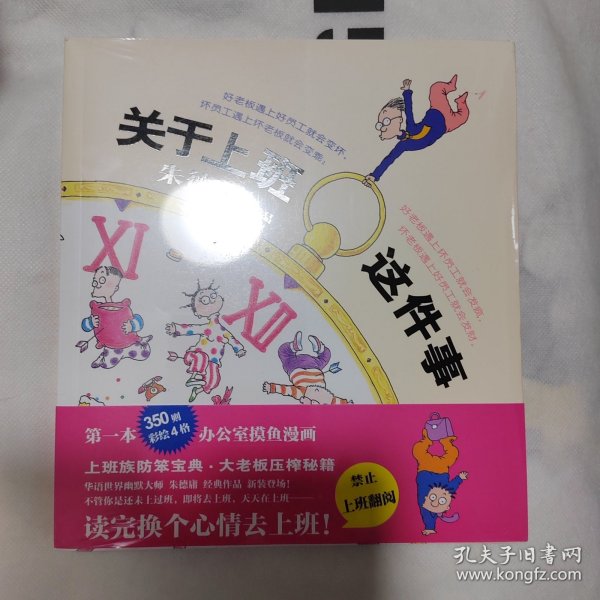 好老板遇上好员工就会变坏,
坏员工遇上坏老板就会变乖;
关于上班
朱
这件事
好老板遇上坏员工就会发疯,
坏老板遇上好员工就会发财。
XI
XII
第一本
350则
彩绘4格
办公室摸鱼漫画
上班族防笨宝典·大老板压榨秘籍
华语世界幽默大师 朱德庸 经典作品 新装登场!
不管你是还未上过班,即将去上班,天天在上班——
读完换个心情去上班!
禁止
上班翻阅
孔夫子旧书网
www.kongfz.com